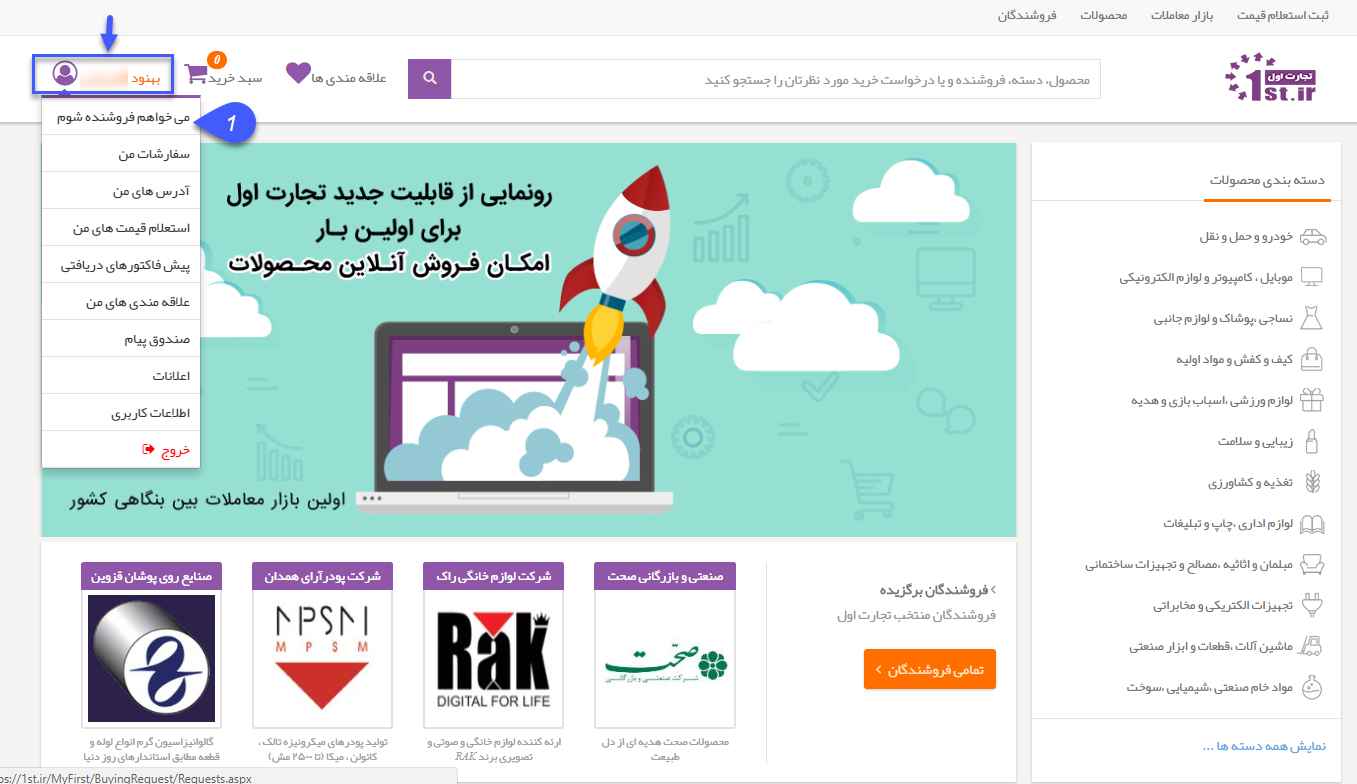 ثبت استعلام قیمت
بازار معاملات
محصولات
فروشندگان
تجارت اول
1st.ir
محصول، دسته، فروشنده و یا درخواست خرید مورد نظرتان را جستجو کنید
علاقه مندی ها
سبد خرید
0
بهنود
می خواهم فروشنده شوم
1
سفارشات من
آدرس های من
استعلام قیمت های من
پیش فاکتورهای دریافتی
علاقه مندی های من
صندوق پیام
اعلانات
اطلاعات کاربری
خروج
دسته بندی محصولات
خودرو و حمل و نقل
موبایل ، کامپیوتر و لوازم الکترونیکی
نساجی ،پوشاک و لوازم جانبی
کیف و کفش و مواد اولیه
لوازم ورزشی ،اسباب بازی و هدیه
زیبایی و سلامت
تغذیه و کشاورزی
لوازم اداری ،چاپ و تبلیغات
مبلمان و اثاثیه ،مصالح و تجهیزات ساختمانی
تجهیزات الکتریکی و مخابراتی
ماشین آلات ،قطعات و ابزار صنعتی
مواد خام صنعتی ،شیمیایی ،سوخت
نمایش همه دسته ها ...
رونمایی از قابلیت جدید تجارت اول
برای اولین بار
امکان فروش آنلاین محصولات
اولین بازار معاملات بین بنگاهی کشور
فروشندگان برگزیده
فروشندگان منتخب تجارت اول
تمامی فروشندگان
صنعتی و بازرگانی صحت
صحّت
شرکت صنعتی و بازرگانی
محصولات صحت هدیه ای از دل
طبیعت
شرکت لوازم خانگی راک
RAK
DIGITAL FOR LIFE
ارئه کننده لوازم خانگی و صوتی و
تصویری برند RAK
شرکت پودرآرای همدان
MPSM
MPSM
تولید پودرهای میکرونیزه تالک ،
کائولن ، میکا (تا ۲۵۰۰ مش)
صنایع روی پوشان قزوین
گالوانیزاسیون گرم انواع لوله و
قطعه مطابق استاندارهای روز دنیا
ps://1st.ir/MyFirst/BuyingRequest/Requests.aspx